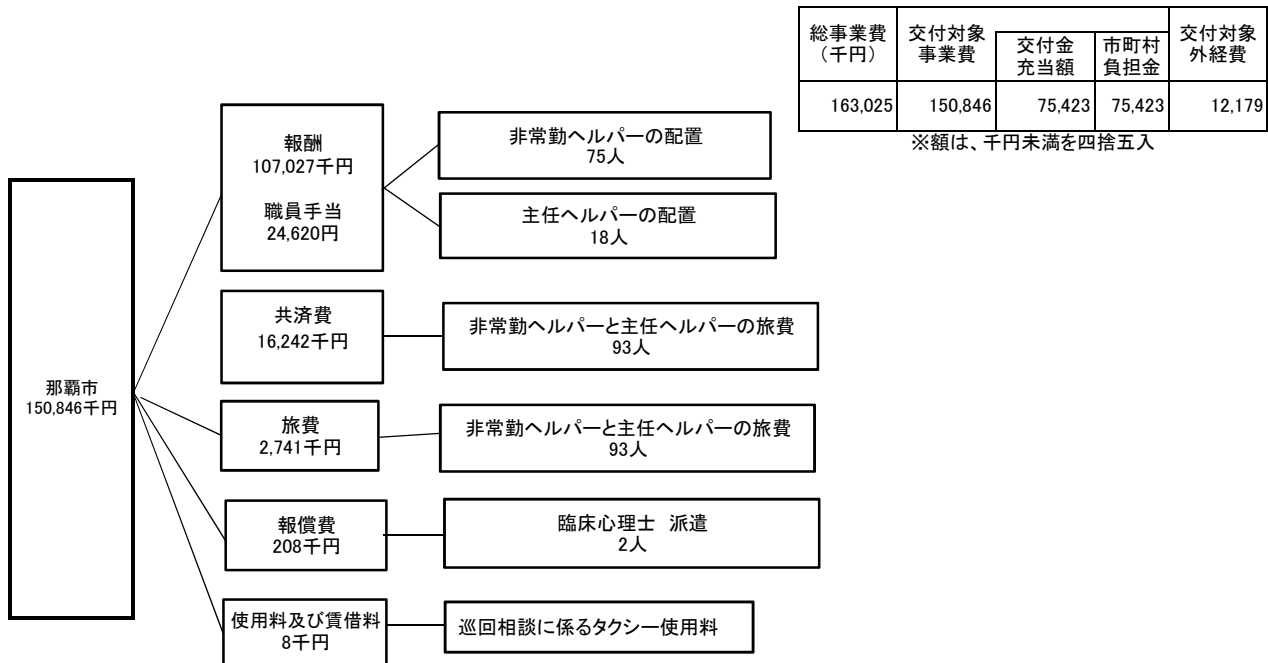 総事業費
（千円）
交付対象
事業費
交付金
充当額
市町村
負担金
交付対象
外経費
163,025
150,846
75,423
75,423
12,179
※額は、千円未満を四捨五入
那覇市
150,846千円
報酬
107,027千円
職員手当
24,620円
非常勤ヘルパーの配置
75人
主任ヘルパーの配置
18人
共済費
16,242千円
非常勤ヘルパーと主任ヘルパーの旅費
93人
旅費
2,741千円
非常勤ヘルパーと主任ヘルパーの旅費
93人
報償費
208千円
臨床心理士　派遣
2人
使用料及び賃借料
8千円
巡回相談に係るタクシー使用料